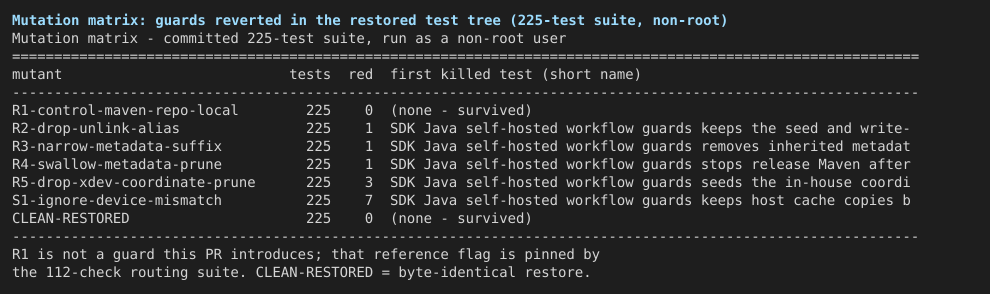 Mutation matrix: guards reverted in the restored test tree (225-test suite, non-root)
Mutation matrix - committed 225-test suite, run as a non-root user
=============================================================================================================
mutant                           tests  red  first killed test (short name)
-------------------------------------------------------------------------------------------------------------
R1-control-maven-repo-local        225    0  (none - survived)
R2-drop-unlink-alias               225    1  SDK Java self-hosted workflow guards keeps the seed and write-
R3-narrow-metadata-suffix          225    1  SDK Java self-hosted workflow guards removes inherited metadat
R4-swallow-metadata-prune          225    1  SDK Java self-hosted workflow guards stops release Maven after
R5-drop-xdev-coordinate-prune      225    3  SDK Java self-hosted workflow guards seeds the in-house coordi
S1-ignore-device-mismatch          225    7  SDK Java self-hosted workflow guards keeps host cache copies b
CLEAN-RESTORED                     225    0  (none - survived)
-------------------------------------------------------------------------------------------------------------
R1 is not a guard this PR introduces; that reference flag is pinned by
the 112-check routing suite. CLEAN-RESTORED = byte-identical restore.